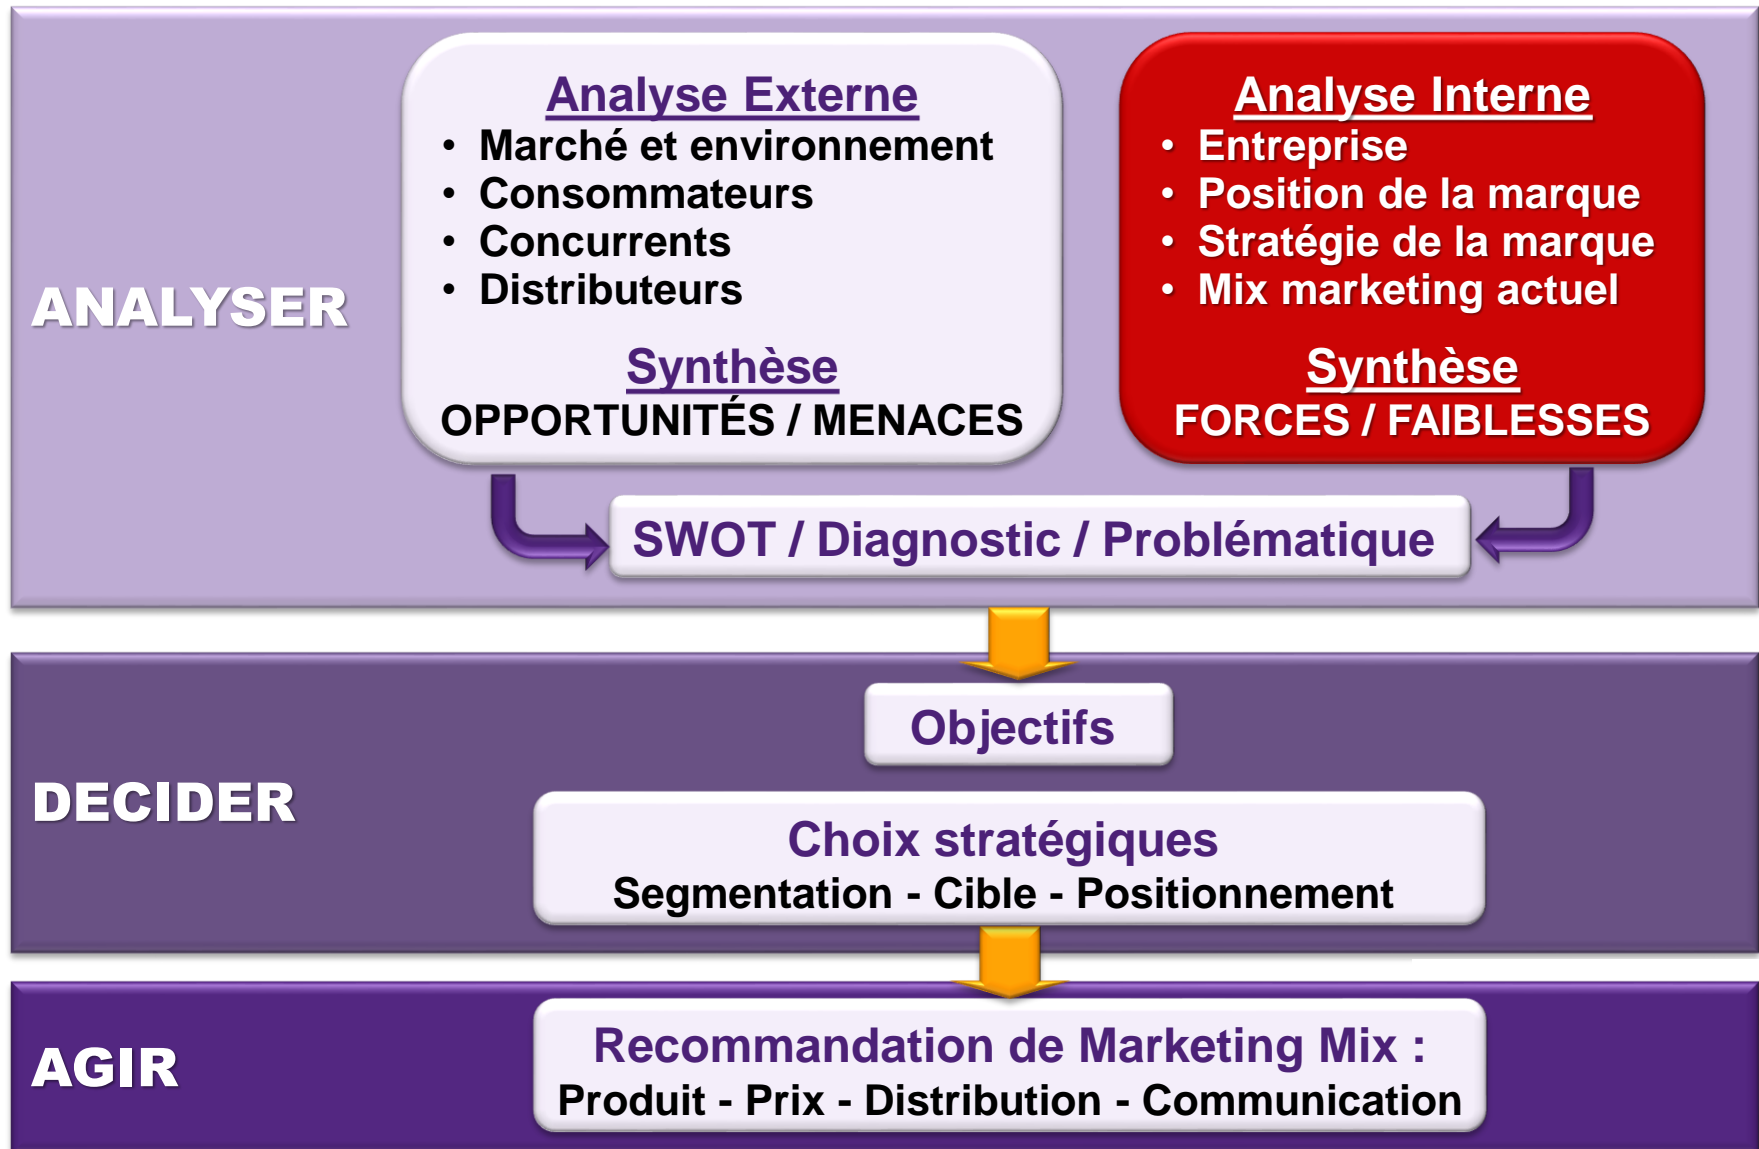 ANALYSER
Analyse Externe
• Marché et environnement
• Consommateurs
• Concurrents
• Distributeurs
Synthèse
OPPORTUNITÉS / MENACES
Analyse Interne
• Entreprise
• Position de la marque
• Stratégie de la marque
• Mix marketing actuel
Synthèse
FORCES / FAIBLESSES
SWOT / Diagnostic / Problématique
DECIDER
Objectifs
Choix stratégiques
Segmentation - Cible - Positionnement
AGIR
Recommandation de Marketing Mix :
Produit - Prix - Distribution - Communication